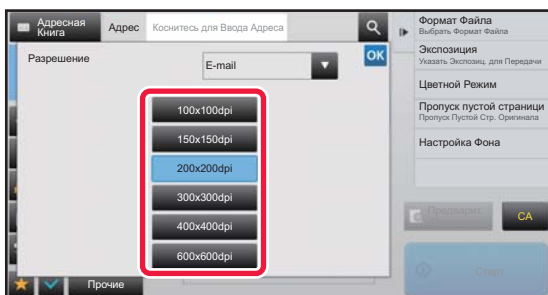 Адресная
Книга
Адрес
Коснитесь для Ввода Адреса
Разрешение
E-mail
OK
100x100dpi
150x150dpi
200x200dpi
300x300dpi
400x400dpi
600x600dpi
Прочие
Формат Файла
Выбрать Формат Файла
Экспозиция
Указать Экспозиц. для Передачи
Цветной Режим
Пропуск пустой страници
Пропуск Пустой Стр. Оригинала
Настройка Фона
Предварит.
CA
Старт